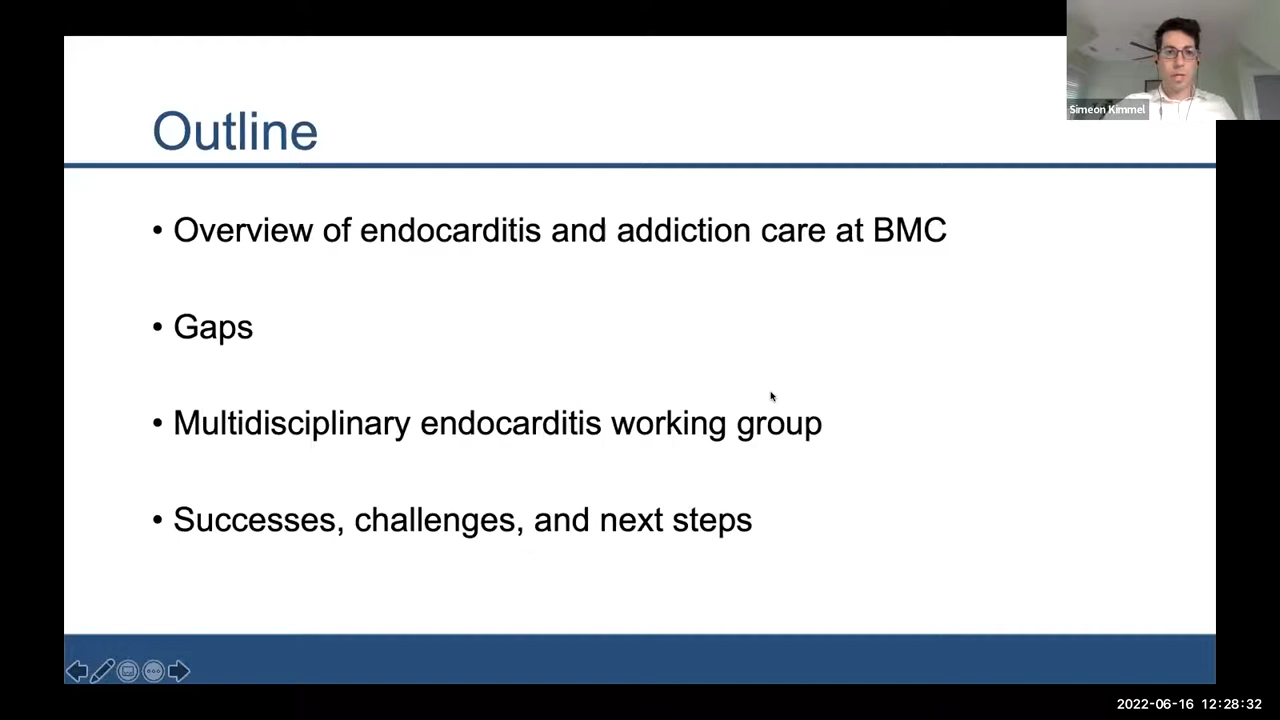 Simeon Kimmel
Outline
• Overview of endocarditis and addiction care at BMC
• Gaps
• Multidisciplinary endocarditis working group
• Successes, challenges, and next steps
2022-06-16 12:28:32